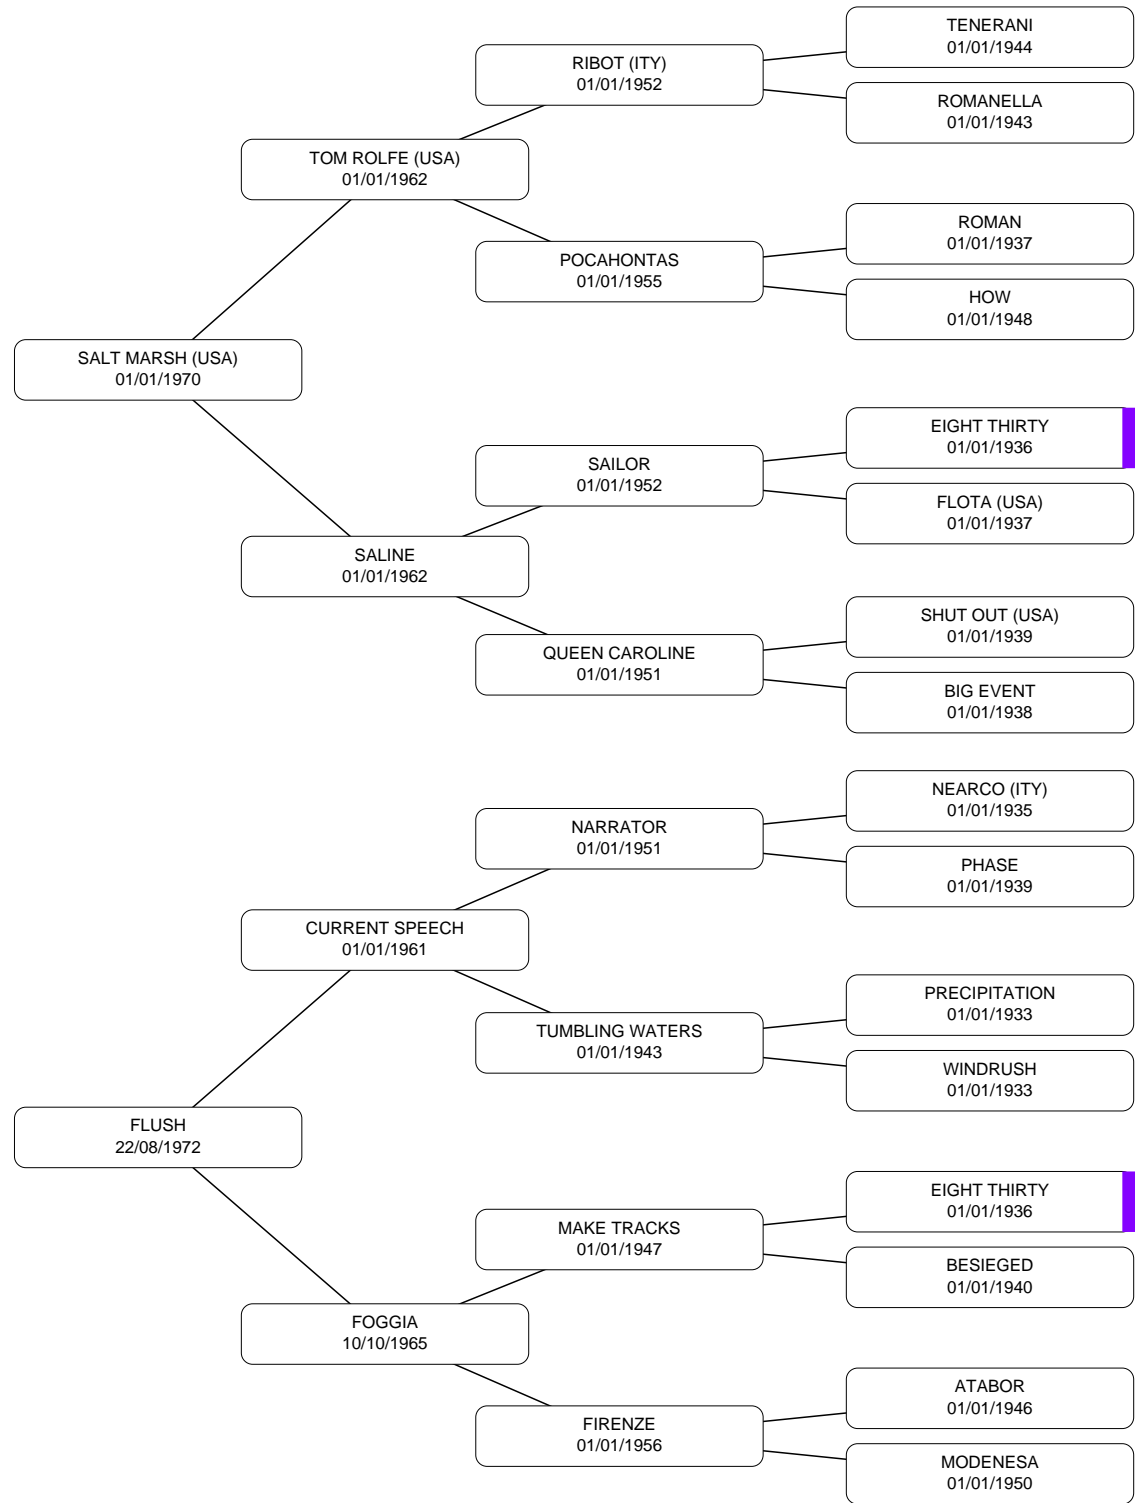 TENERANI
01/01/1944
RIBOT (ITY)
01/01/1952
ROMANELLA
01/01/1943
TOM ROLFE (USA)
01/01/1962
ROMAN
01/01/1937
POCAHONTAS
01/01/1955
HOW
01/01/1948
SALT MARSH (USA)
01/01/1970
EIGHT THIRTY
01/01/1936
SAILOR
01/01/1952
FLOTA (USA)
01/01/1937
SALINE
01/01/1962
SHUT OUT (USA)
01/01/1939
QUEEN CAROLINE
01/01/1951
BIG EVENT
01/01/1938
NEARCO (ITY)
01/01/1935
NARRATOR
01/01/1951
PHASE
01/01/1939
CURRENT SPEECH
01/01/1961
PRECIPITATION
01/01/1933
TUMBLING WATERS
01/01/1943
WINDRUSH
01/01/1933
FLUSH
22/08/1972
EIGHT THIRTY
01/01/1936
MAKE TRACKS
01/01/1947
BESIEGED
01/01/1940
FOGGIA
10/10/1965
ATABOR
01/01/1946
FIRENZE
01/01/1956
MODENESA
01/01/1950